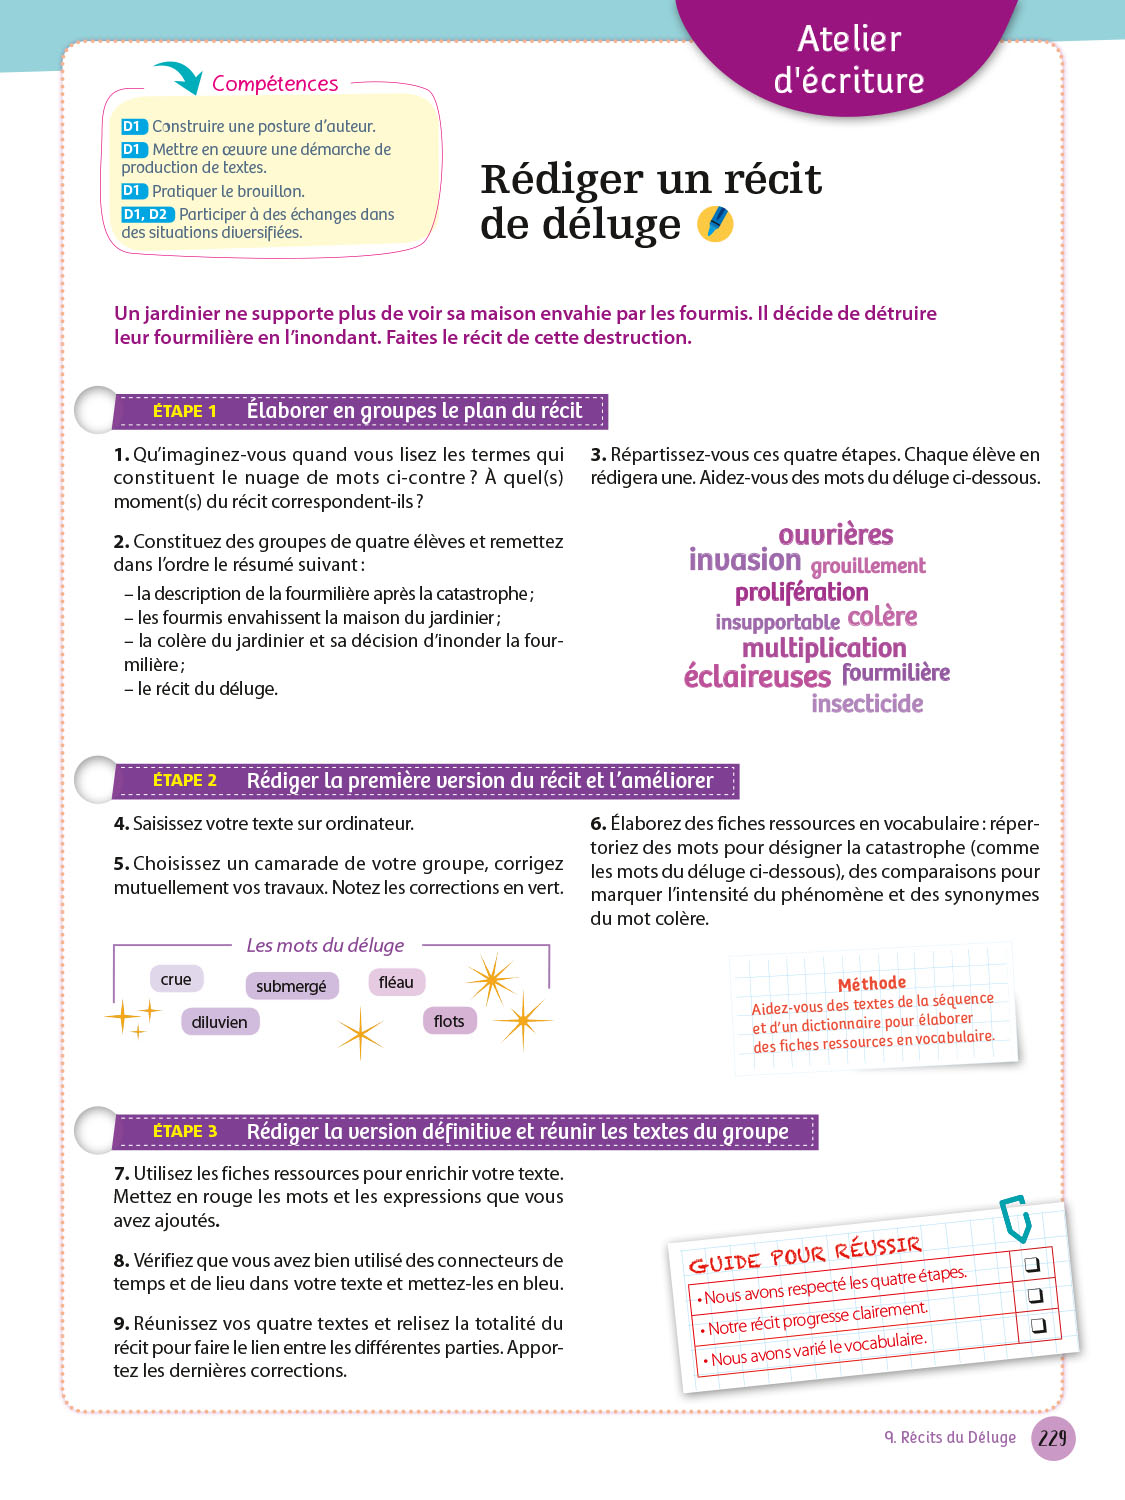 Atelier
d'écriture
Compétences
D1 Construire une posture d'auteur.
D1 Mettre en œuvre une démarche de
production de textes.
D1 Pratiquer le brouillon.
D1, D2 Participer à des échanges dans
des situations diversifiées.
Rédiger un récit
de déluge
Un jardinier ne supporte plus de voir sa maison envahie par les fourmis. Il décide de détruire
leur fourmilière en l'inondant. Faites le récit de cette destruction.
ÉTAPE 1 Élaborer en groupes le plan du récit
1. Qu'imaginez-vous quand vous lisez les termes qui
constituent le nuage de mots ci-contre ? À quel(s)
moment(s) du récit correspondent-ils ?
2. Constituez des groupes de quatre élèves et remettez
dans l'ordre le résumé suivant :
– la description de la fourmilière après la catastrophe ;
– les fourmis envahissent la maison du jardinier ;
– la colère du jardinier et sa décision d'inonder la four-
milière ;
– le récit du déluge.
3. Répartissez-vous ces quatre étapes. Chaque élève en
rédigera une. Aidez-vous des mots du déluge ci-dessous.
ouvrières
invasion grouillement
prolifération
insupportable colère
multiplication
éclaireuses fourmilière
insecticide
ÉTAPE 2 Rédiger la première version du récit et l'améliorer
4. Saisissez votre texte sur ordinateur.
5. Choisissez un camarade de votre groupe, corrigez
mutuellement vos travaux. Notez les corrections en vert.
Les mots du déluge
crue submergé fléau
diluvien flots
6. Élaborez des fiches ressources en vocabulaire : réper-
toriez des mots pour désigner la catastrophe (comme
les mots du déluge ci-dessous), des comparaisons pour
marquer l'intensité du phénomène et des synonymes
du mot colère.
Méthode
Aidez-vous des textes de la séquence
et d'un dictionnaire pour élaborer
des fiches ressources en vocabulaire.
ÉTAPE 3 Rédiger la version définitive et réunir les textes du groupe
7. Utilisez les fiches ressources pour enrichir votre texte.
Mettez en rouge les mots et les expressions que vous
avez ajoutés.
8. Vérifiez que vous avez bien utilisé des connecteurs de
temps et de lieu dans votre texte et mettez-les en bleu.
9. Réunissez vos quatre textes et relisez la totalité du
récit pour faire le lien entre les différentes parties. Appor-
tez les dernières corrections.
GUIDE POUR RÉUSSIR
• Nous avons respecté les quatre étapes.
• Notre récit progresse clairement.
• Nous avons varié le vocabulaire.
9. Récits du Déluge 229